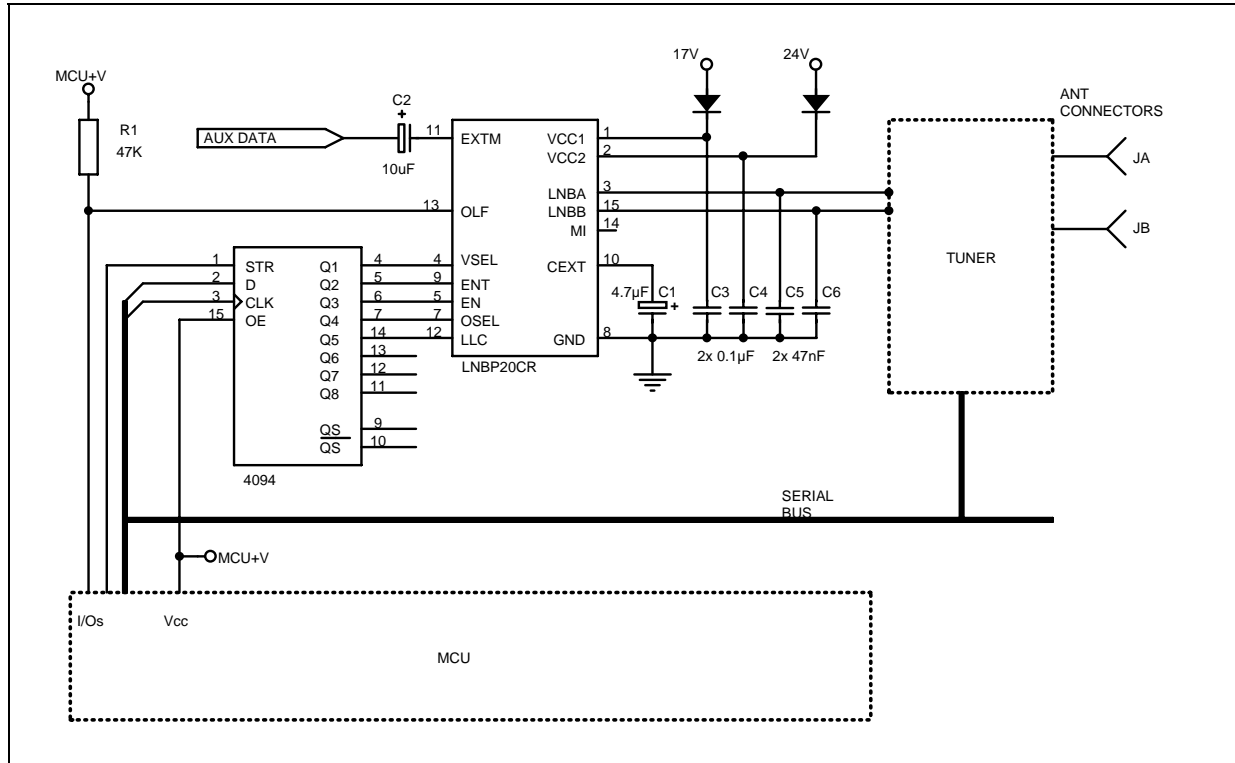 17V
24V
MCU+V
R1
47K
AUX DATA
C2
+
10uF
11
EXTM
VCC1
1
VCC2
2
LNBA
3
LNBB
15
MI
14
13
OLF
CEXT
10
4
VSEL
9
ENT
5
EN
7
OSEL
12
LLC
GND
8
LNBP20CR
1
STR
2
D
3
CLK
15
OE
Q1
4
Q2
5
Q3
6
Q4
7
Q5
14
Q6
13
Q7
12
Q8
11
QS
9
QS
10
4094
4.7µF
C1
+
C3
C4
C5
C6
2x 0.1µF
2x 47nF
ANT
CONNECTORS
JA
JB
TUNER
SERIAL
BUS
MCU+V
I/Os
Vcc
MCU